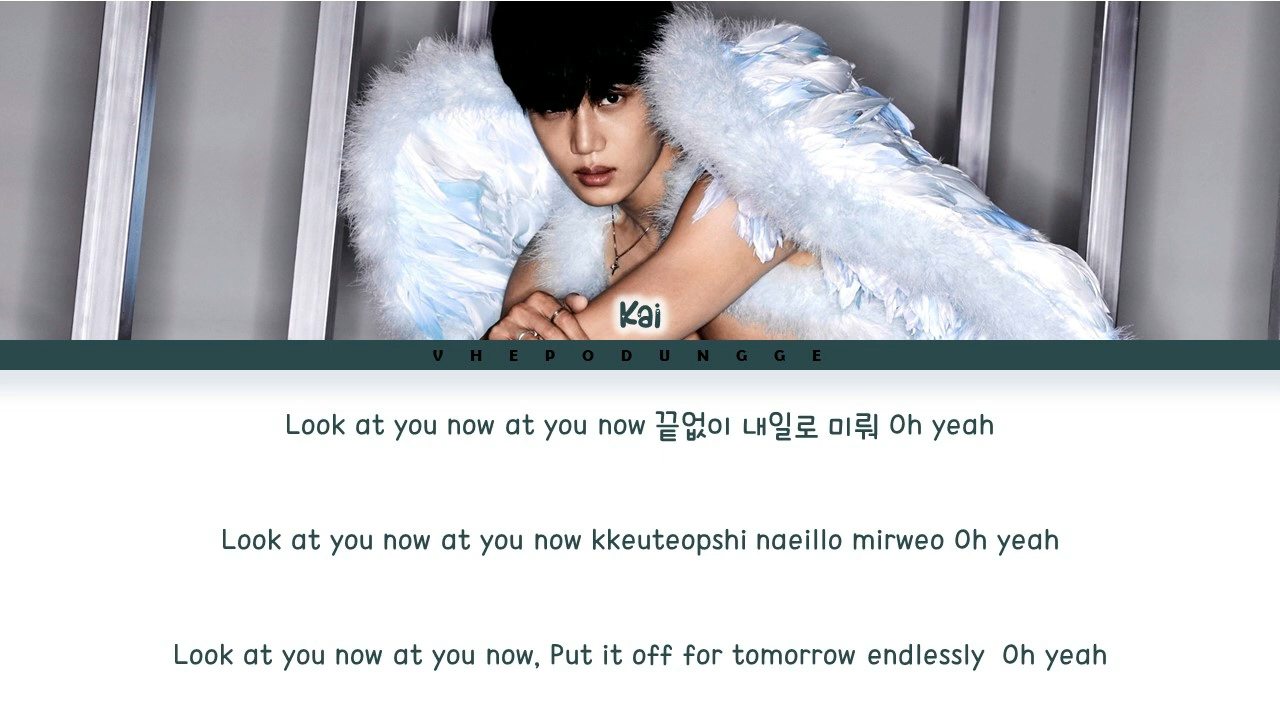 Kai
V H E P O D U N G G E
Look at you now at you now 끝없이 내일로 미뤄 Oh yeah
Look at you now at you now kkeuteopshi naeillo mirweo Oh yeah
Look at you now at you now, Put it off for tomorrow endlessly  Oh yeah